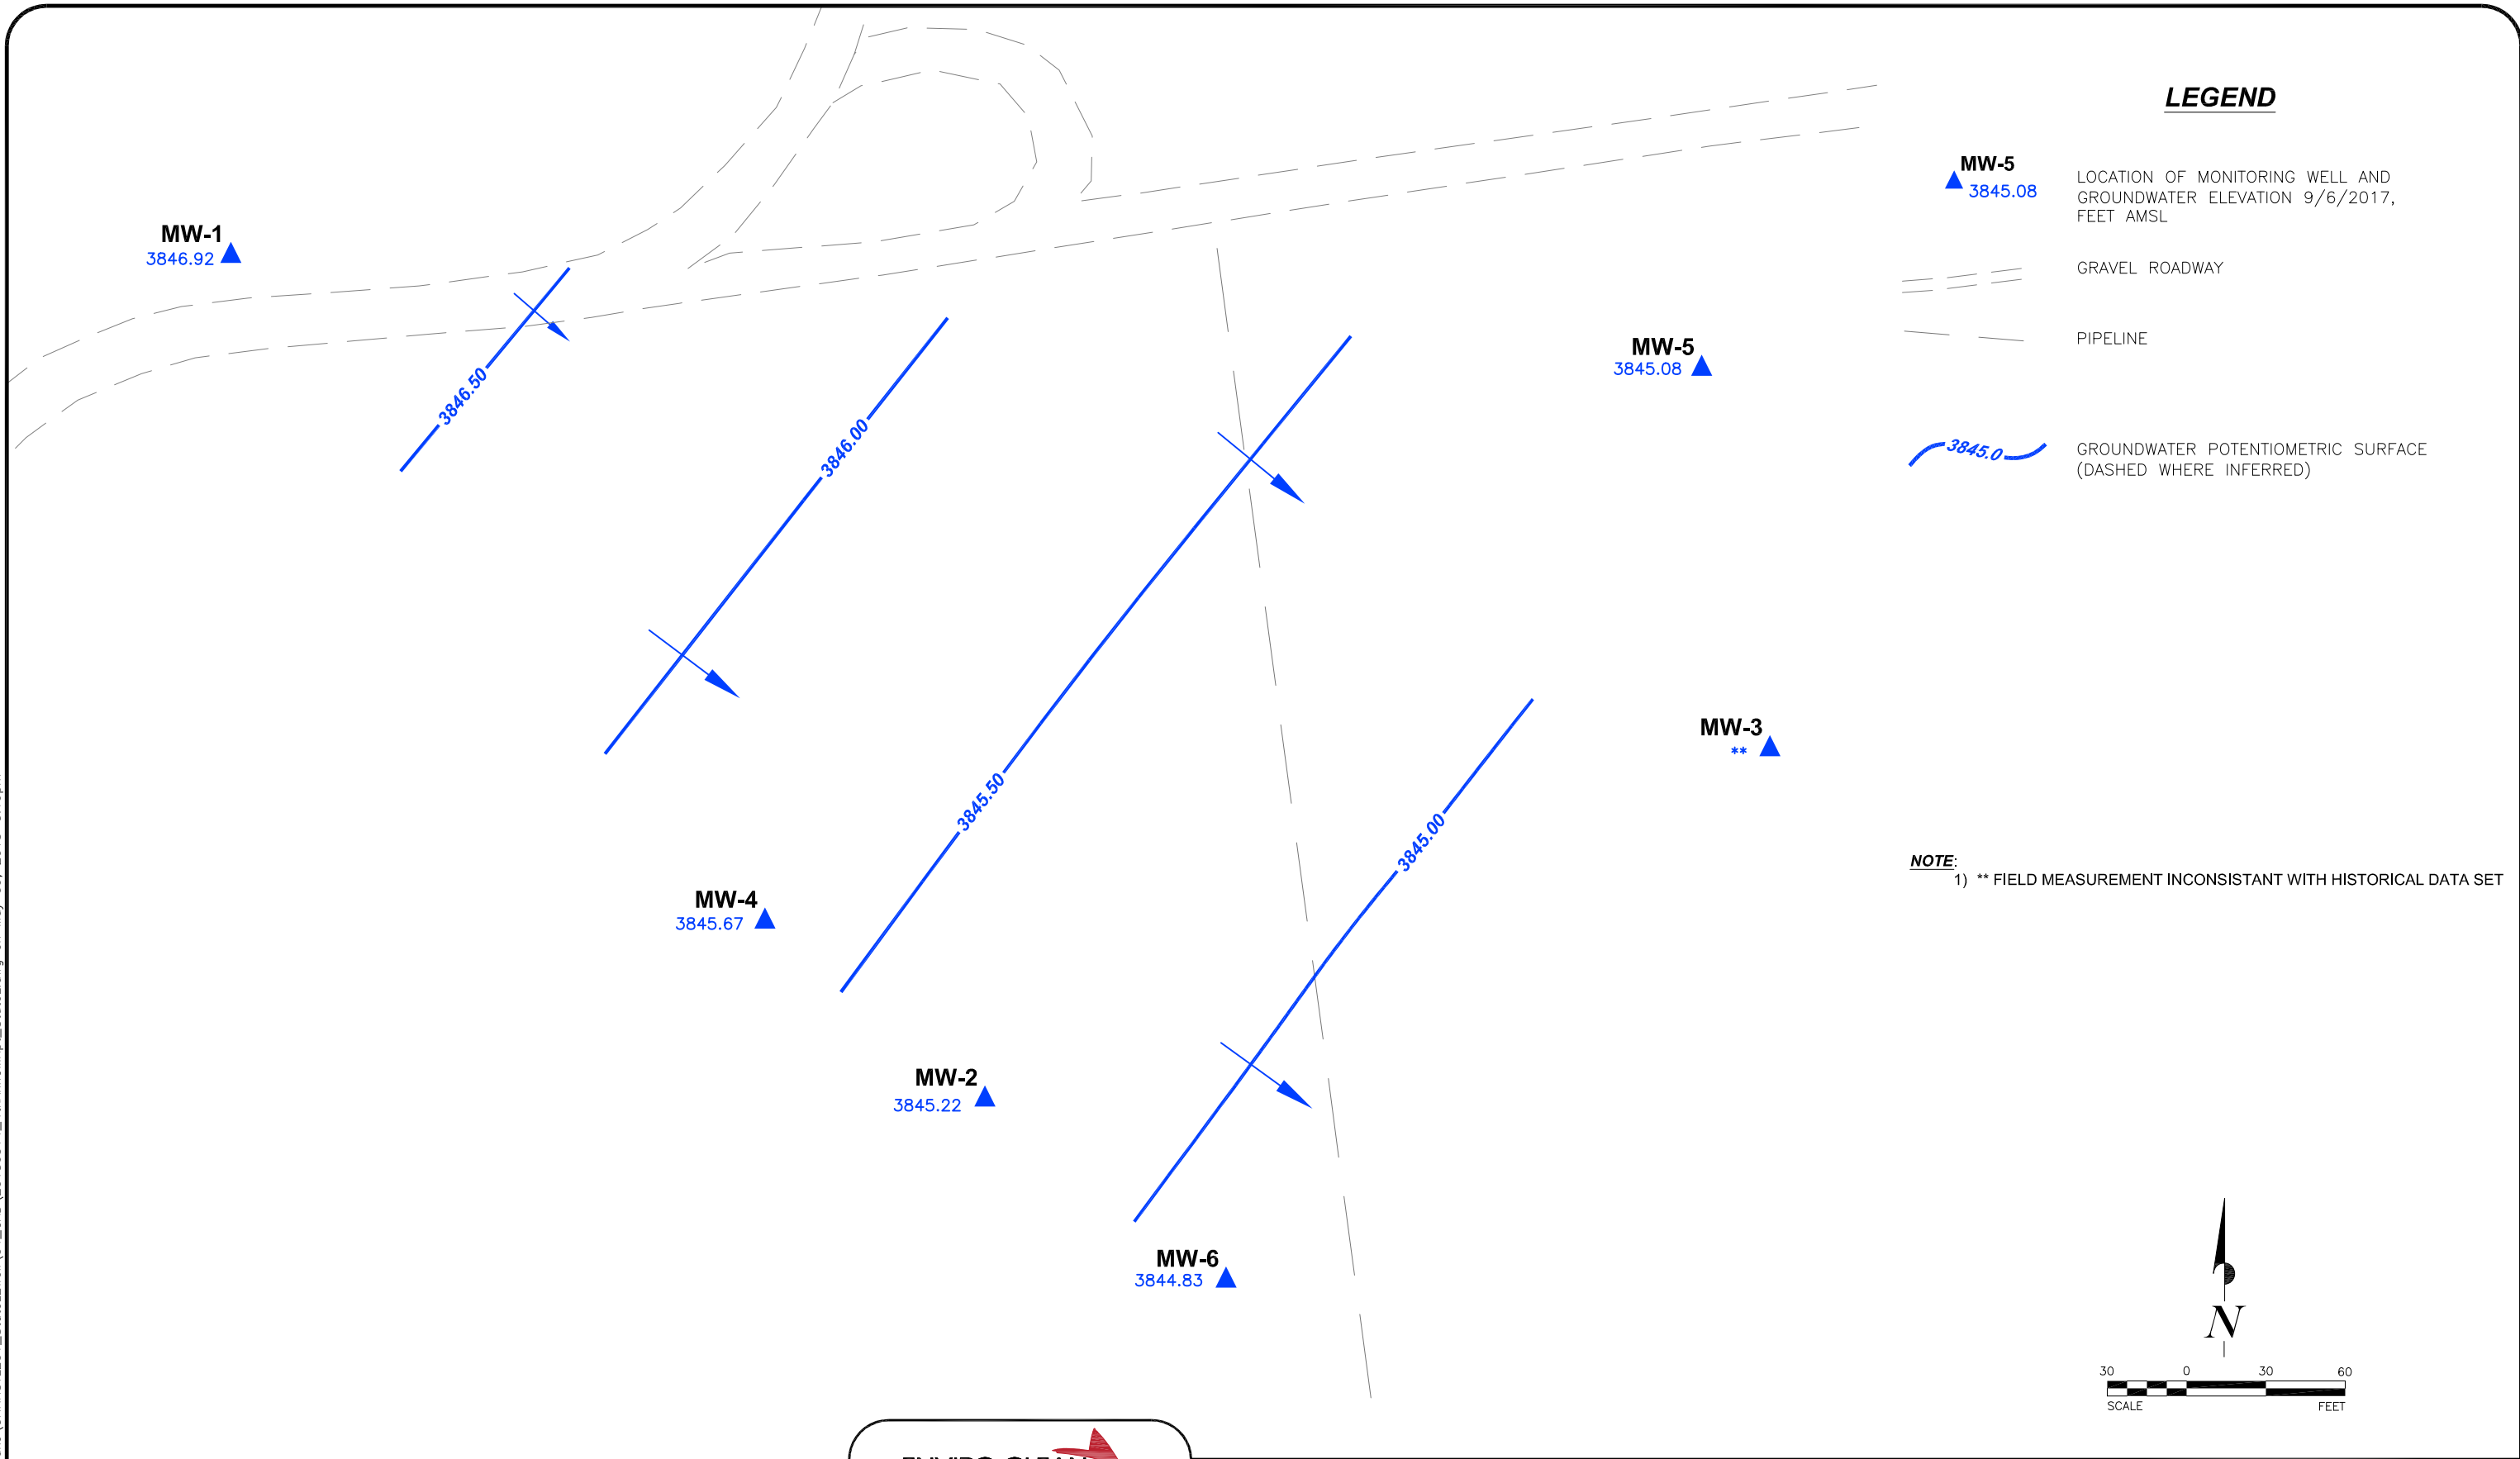 LEGEND
MW-5
3845.08
LOCATION OF MONITORING WELL AND
GROUNDWATER ELEVATION 9/6/2017,
FEET AMSL
GRAVEL ROADWAY
PIPELINE
3845.0
GROUNDWATER POTENTIOMETRIC SURFACE
(DASHED WHERE INFERRED)
MW-1
3846.92
3846.50
3846.00
MW-5
3845.08
MW-3
**
3845.50
3845.00
NOTE:
1) ** FIELD MEASUREMENT INCONSISTANT WITH HISTORICAL DATA SET
MW-4
3845.67
MW-2
3845.22
MW-6
3844.83
N
30 0 30 60
SCALE FEET
ENVIRO CLEAN